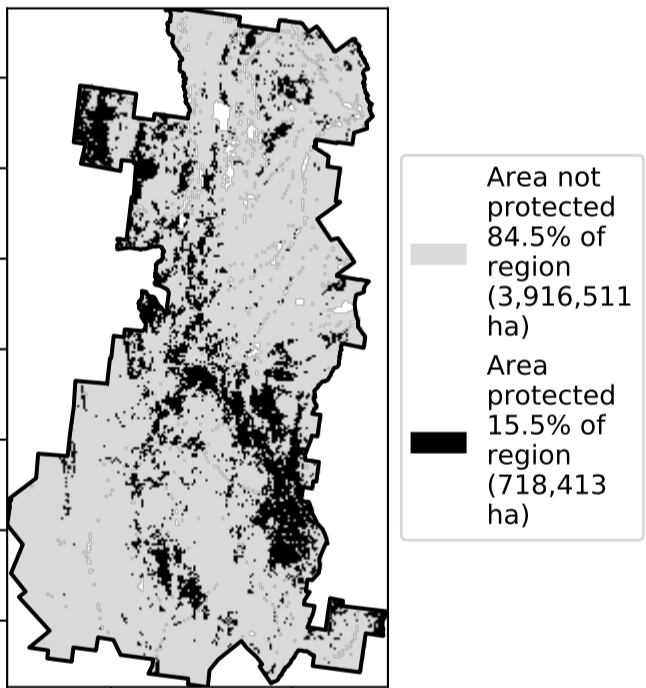 Area not
protected
84.5% of
region
(3,916,511
ha)
Area
protected
15.5% of
region
(718,413
ha)